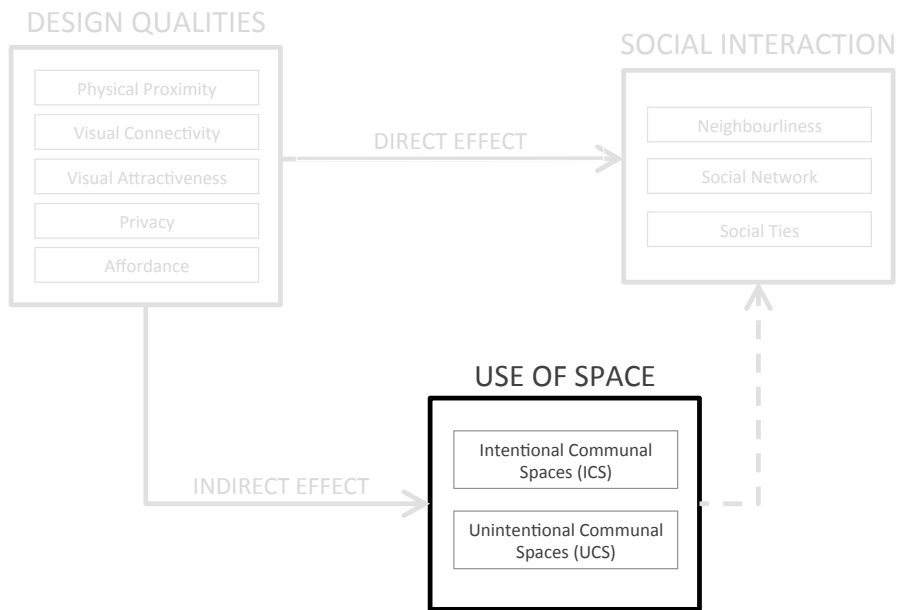 DESIGN QUALITIES
Physical Proximity
Visual Connectivity
Visual Attractiveness
Privacy
Affordance
DIRECT EFFECT
SOCIAL INTERACTION
Neighbourliness
Social Network
Social Ties
INDIRECT EFFECT
USE OF SPACE
Intentional Communal
Spaces (ICS)
Unintentional Communal
Spaces (UCS)